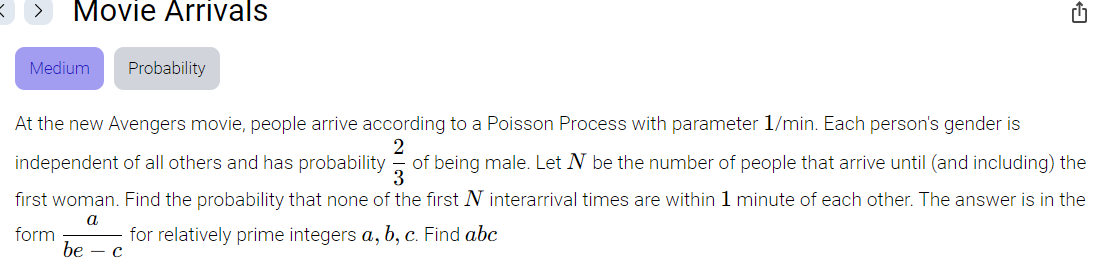 Movie Arrivals
Medium Probability
At the new Avengers movie, people arrive according to a Poisson Process with parameter 1/min. Each person's gender is
independent of all others and has probability 2/3 of being male. Let N be the number of people that arrive until (and including) the
first woman. Find the probability that none of the first N interarrival times are within 1 minute of each other. The answer is in the
form a/(be − c) for relatively prime integers a, b, c. Find abc